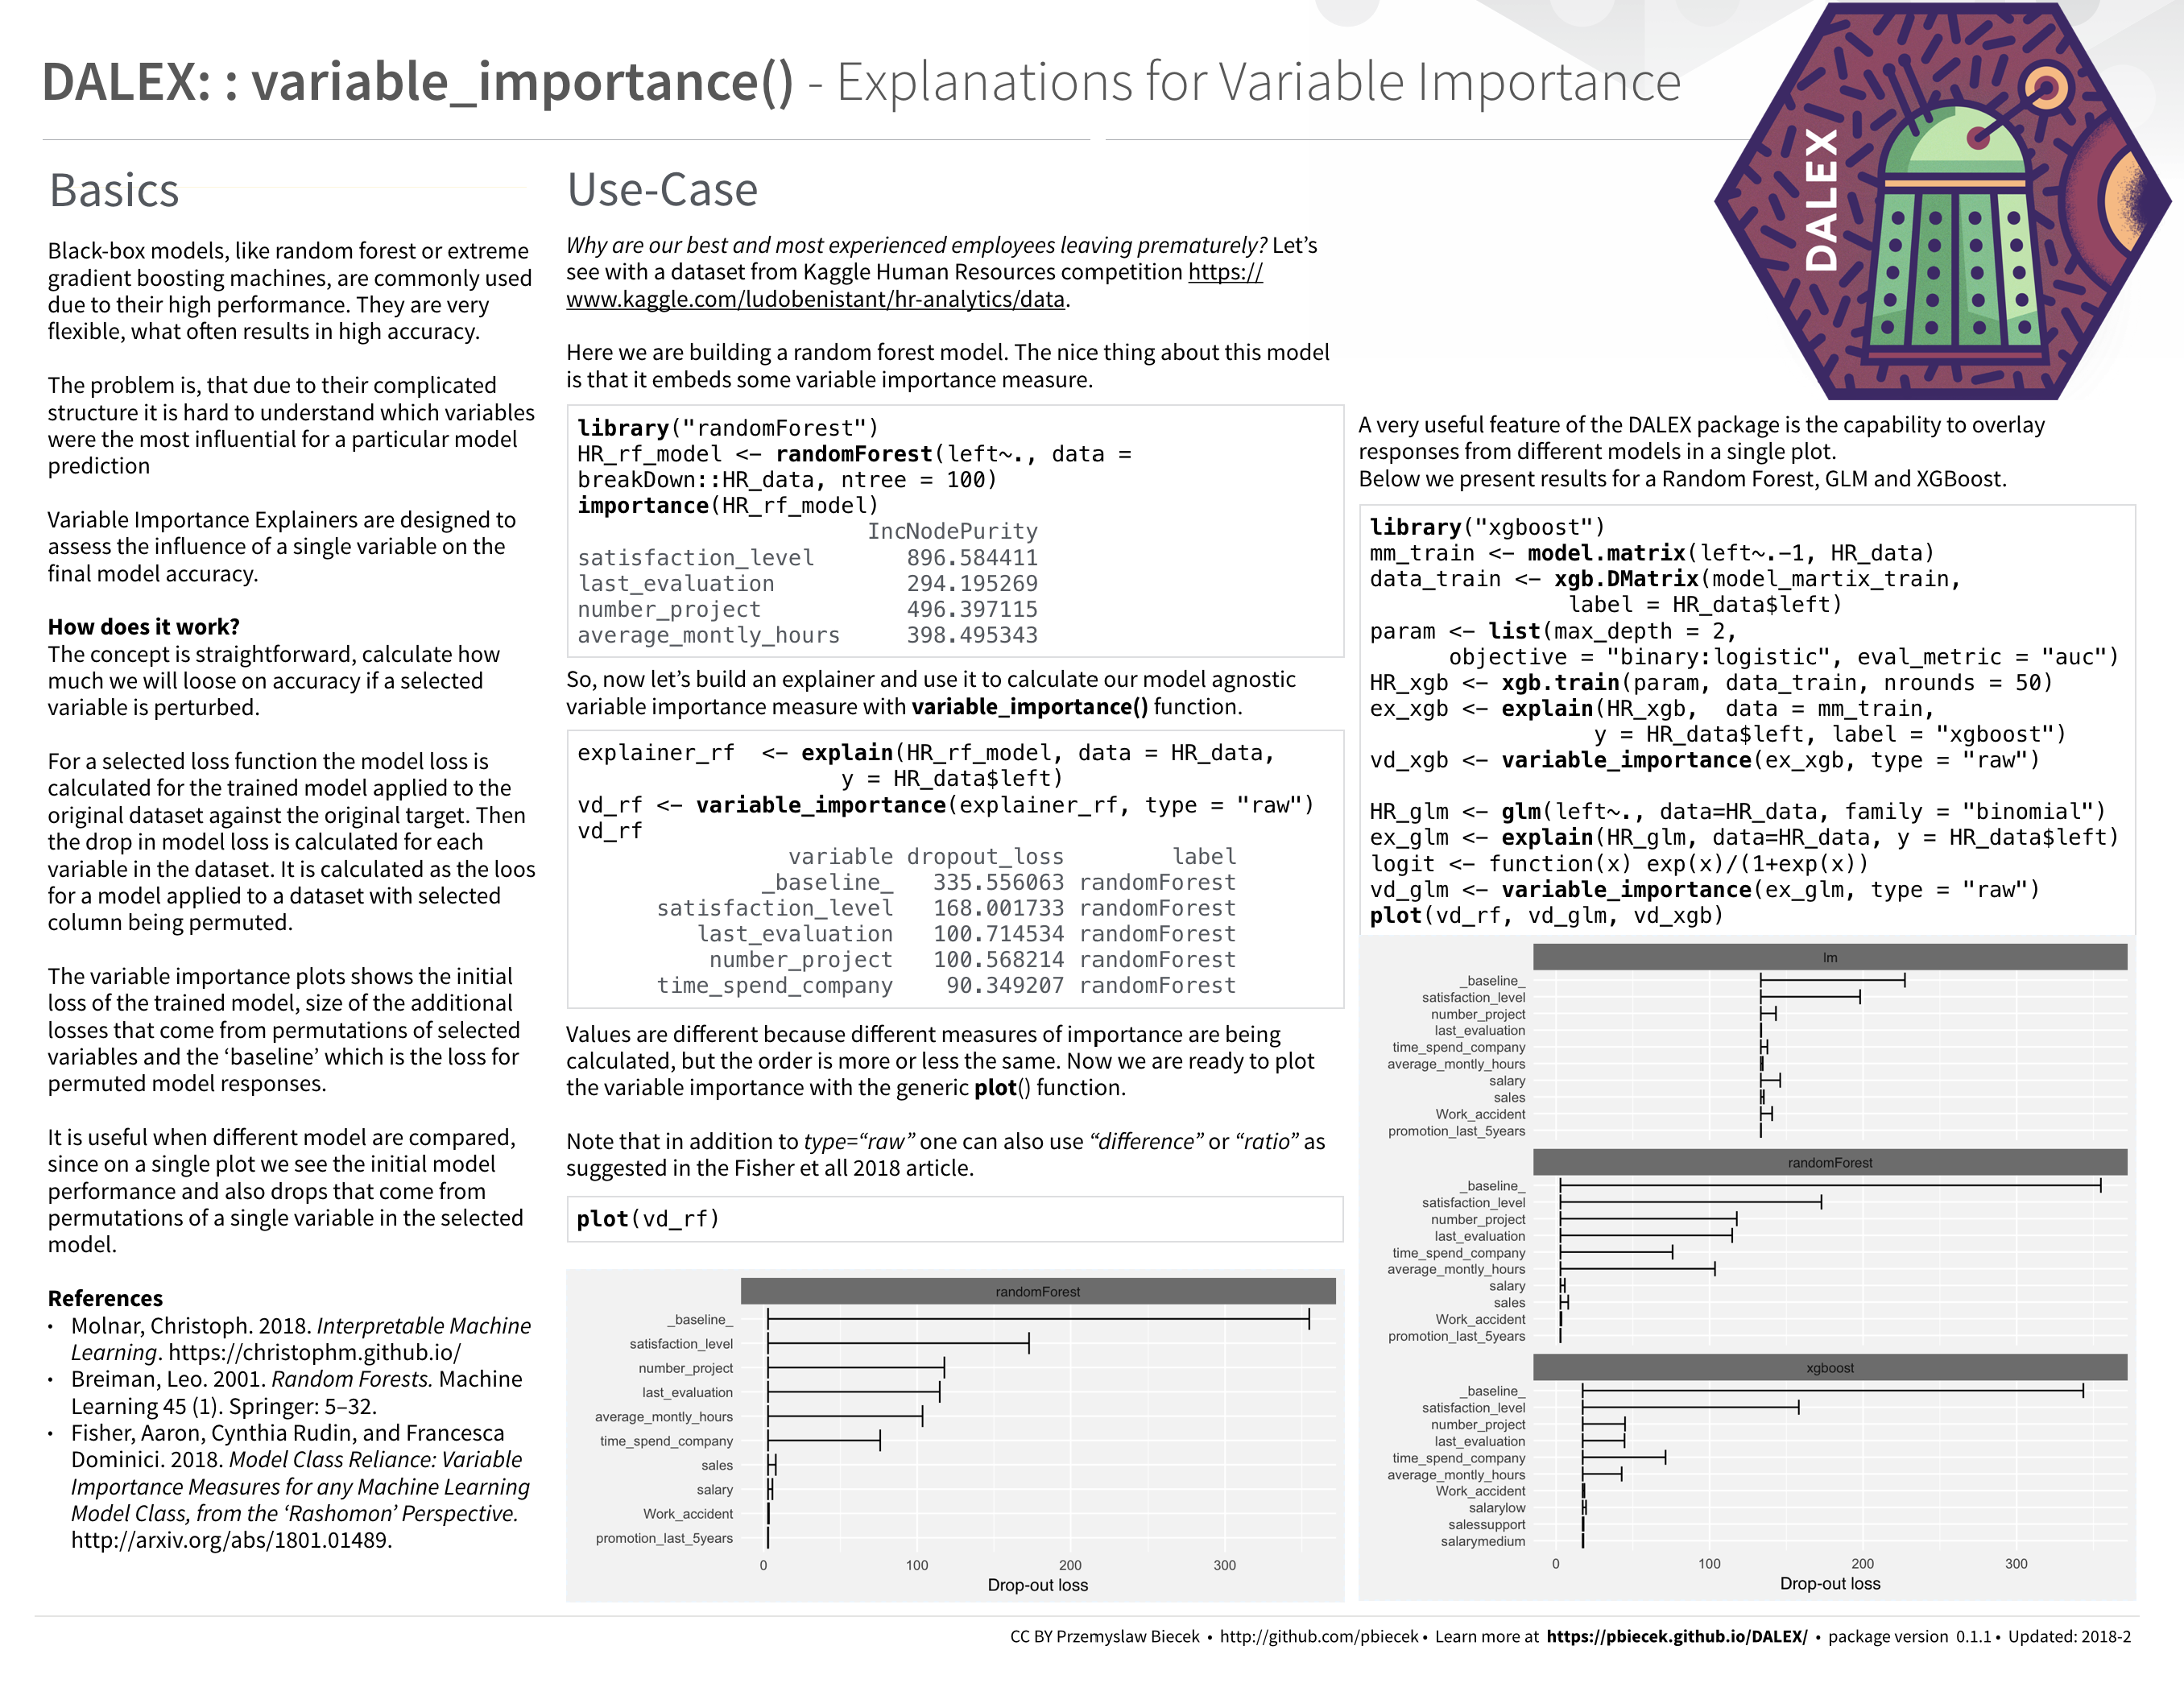 DALEX: : variable_importance() - Explanations for Variable Importance
DALEX
Basics
Black-box models, like random forest or extreme
gradient boosting machines, are commonly used
due to their high performance. They are very
flexible, what often results in high accuracy.
The problem is, that due to their complicated
structure it is hard to understand which variables
were the most influential for a particular model
prediction
Variable Importance Explainers are designed to
assess the influence of a single variable on the
final model accuracy.
How does it work?
The concept is straightforward, calculate how
much we will loose on accuracy if a selected
variable is perturbed.
For a selected loss function the model loss is
calculated for the trained model applied to the
original dataset against the original target. Then
the drop in model loss is calculated for each
variable in the dataset. It is calculated as the loos
for a model applied to a dataset with selected
column being permuted.
The variable importance plots shows the initial
loss of the trained model, size of the additional
losses that come from permutations of selected
variables and the ‘baseline’ which is the loss for
permuted model responses.
It is useful when different model are compared,
since on a single plot we see the initial model
performance and also drops that come from
permutations of a single variable in the selected
model.
References
• Molnar, Christoph. 2018. Interpretable Machine
Learning. https://christophm.github.io/
• Breiman, Leo. 2001. Random Forests. Machine
Learning 45 (1). Springer: 5–32.
• Fisher, Aaron, Cynthia Rudin, and Francesca
Dominici. 2018. Model Class Reliance: Variable
Importance Measures for any Machine Learning
Model Class, from the ‘Rashomon’ Perspective.
http://arxiv.org/abs/1801.01489.
Use-Case
Why are our best and most experienced employees leaving prematurely? Let’s
see with a dataset from Kaggle Human Resources competition https://
www.kaggle.com/ludobenistant/hr-analytics/data.
Here we are building a random forest model. The nice thing about this model
is that it embeds some variable importance measure.
library("randomForest")
HR_rf_model <- randomForest(left~., data =
breakDown::HR_data, ntree = 100)
importance(HR_rf_model)
IncNodePurity
satisfaction_level 896.584411
last_evaluation 294.195269
number_project 496.397115
average_montly_hours 398.495343
So, now let’s build an explainer and use it to calculate our model agnostic
variable importance measure with variable_importance() function.
explainer_rf <- explain(HR_rf_model, data = HR_data,
y = HR_data$left)
vd_rf <- variable_importance(explainer_rf, type = "raw")
vd_rf
variable dropout_loss label
_baseline_ 335.556063 randomForest
satisfaction_level 168.001733 randomForest
last_evaluation 100.714534 randomForest
number_project 100.568214 randomForest
time_spend_company 90.349207 randomForest
Values are different because different measures of importance are being
calculated, but the order is more or less the same. Now we are ready to plot
the variable importance with the generic plot() function.
Note that in addition to type=“raw” one can also use “difference” or “ratio” as
suggested in the Fisher et all 2018 article.
plot(vd_rf)
randomForest
_baseline_
satisfaction_level
number_project
last_evaluation
average_montly_hours
time_spend_company
sales
salary
Work_accident
promotion_last_5years
0 100 200 300
Drop-out loss
A very useful feature of the DALEX package is the capability to overlay
responses from different models in a single plot.
Below we present results for a Random Forest, GLM and XGBoost.
library("xgboost")
mm_train <- model.matrix(left~.-1, HR_data)
data_train <- xgb.DMatrix(model_martix_train,
label = HR_data$left)
param <- list(max_depth = 2,
objective = "binary:logistic", eval_metric = "auc")
HR_xgb <- xgb.train(param, data_train, nrounds = 50)
ex_xgb <- explain(HR_xgb, data = mm_train,
y = HR_data$left, label = "xgboost")
vd_xgb <- variable_importance(ex_xgb, type = "raw")
HR_glm <- glm(left~., data=HR_data, family = "binomial")
ex_glm <- explain(HR_glm, data=HR_data, y = HR_data$left)
logit <- function(x) exp(x)/(1+exp(x))
vd_glm <- variable_importance(ex_glm, type = "raw")
plot(vd_rf, vd_glm, vd_xgb)
lm
_baseline_
satisfaction_level
number_project
last_evaluation
time_spend_company
average_montly_hours
salary
sales
Work_accident
promotion_last_5years
randomForest
_baseline_
satisfaction_level
number_project
last_evaluation
time_spend_company
average_montly_hours
salary
sales
Work_accident
promotion_last_5years
xgboost
_baseline_
satisfaction_level
number_project
last_evaluation
time_spend_company
average_montly_hours
Work_accident
salarylow
salessupport
salarymedium
0 100 200 300
Drop-out loss
CC BY Przemyslaw Biecek • http://github.com/pbiecek • Learn more at https://pbiecek.github.io/DALEX/ • package version 0.1.1 • Updated: 2018-2